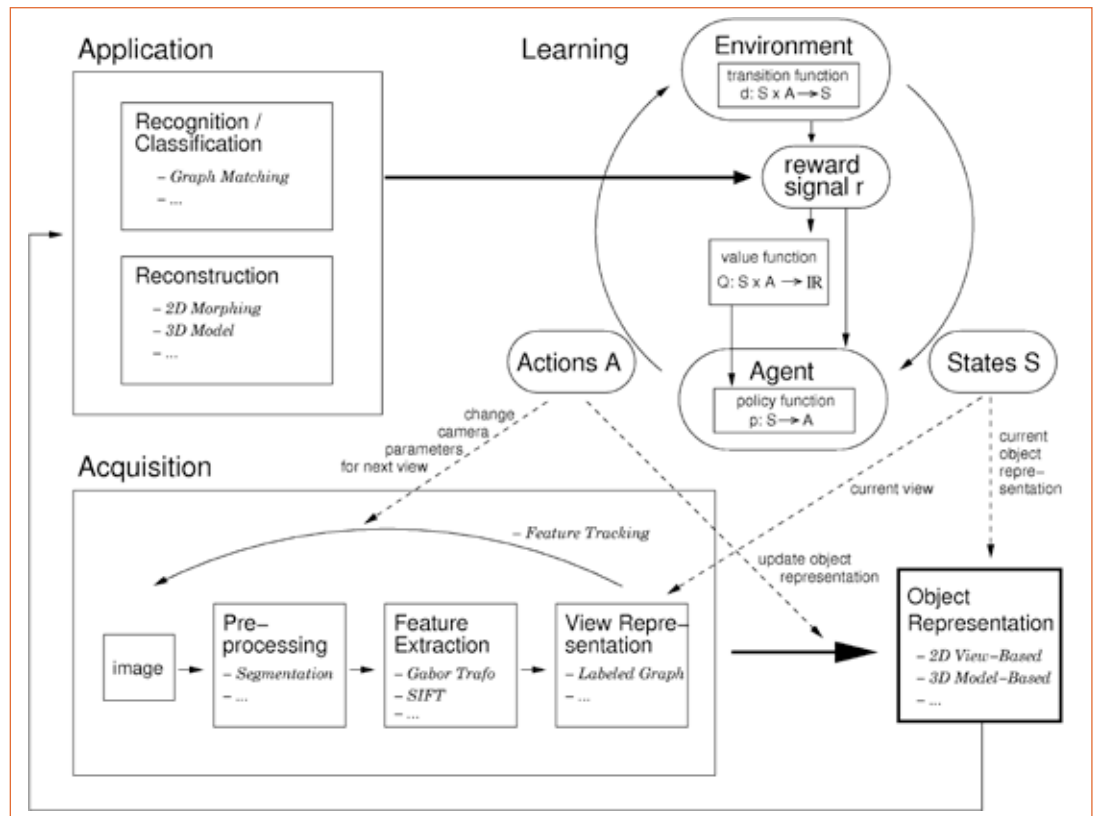 Application
Recognition /
Classification
– Graph Matching
– ...
Reconstruction
– 2D Morphing
– 3D Model
– ...
Learning
Environment
transition function
d: S x A → S
reward
signal r
value function
Q: S x A → IR
Actions A
Agent
policy function
p: S → A
States S
change
camera
parameters
for next view
current view
current
object
repre–
sentation
update object
representation
Acquisition
– Feature Tracking
image
Pre–
processing
– Segmentation
– ...
Feature
Extraction
– Gabor Trafo
– SIFT
– ...
View Repre–
sentation
– Labeled Graph
– ...
Object
Representation
– 2D View–Based
– 3D Model–Based
– ...